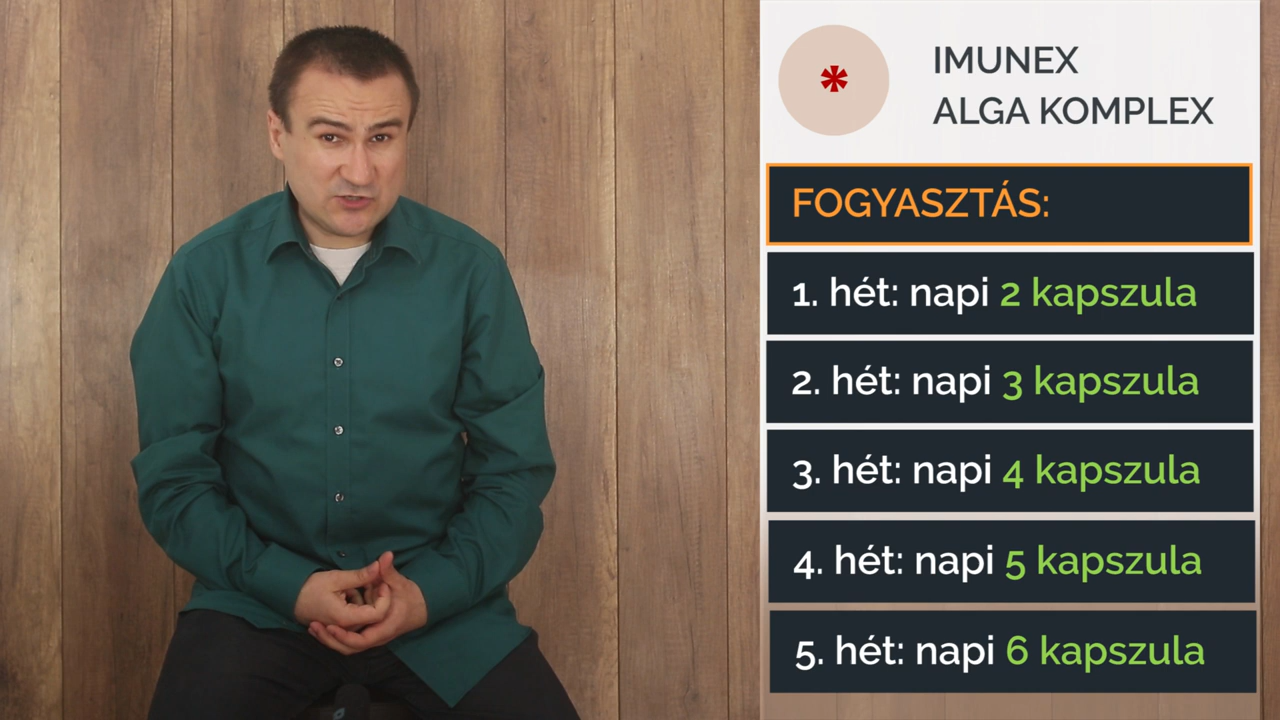 *
IMUNEX
ALGA KOMPLEX
FOGYASZTÁS:
1. hét: napi 2 kapszula
2. hét: napi 3 kapszula
3. hét: napi 4 kapszula
4. hét: napi 5 kapszula
5. hét: napi 6 kapszula